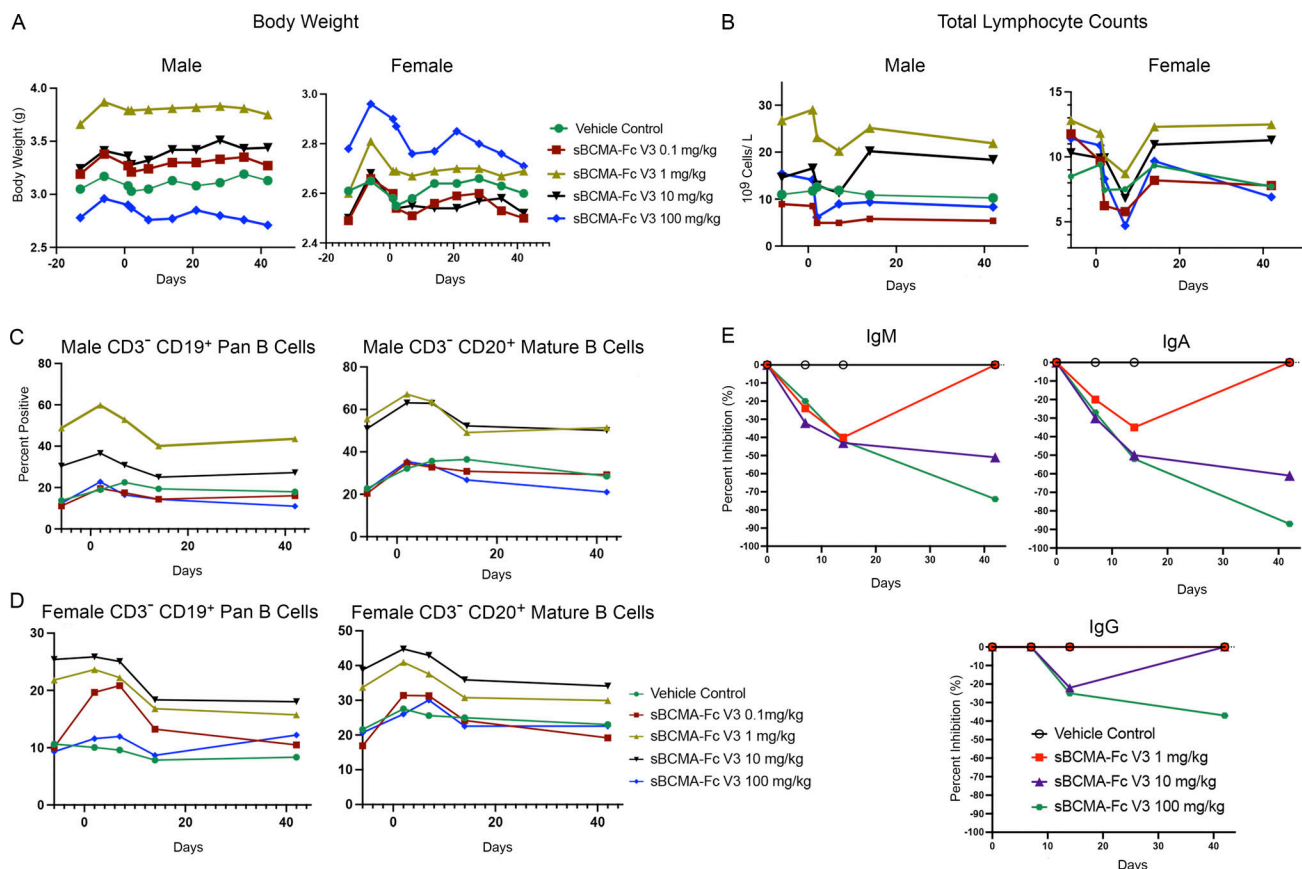 A
Body Weight
Male
Female
Body Weight (g)
4.0
3.5
3.0
2.5
-20
0
20
40
Days
3.0
2.8
2.6
2.4
-20
0
20
40
Days
Vehicle Control
sBCMA-Fc V3 0.1 mg/kg
sBCMA-Fc V3 1 mg/kg
sBCMA-Fc V3 10 mg/kg
sBCMA-Fc V3 100 mg/kg
B
Total Lymphocyte Counts
Male
Female
10⁹ Cells/ L
30
20
10
0
0
20
40
Days
15
10
5
0
20
40
Days
C
Male CD3⁻ CD19⁺ Pan B Cells
Male CD3⁻ CD20⁺ Mature B Cells
Percent Positive
80
60
40
20
0
0
20
40
Days
80
60
40
20
0
0
20
40
Days
D
Female CD3⁻ CD19⁺ Pan B Cells
Female CD3⁻ CD20⁺ Mature B Cells
30
20
10
0
0
20
40
Days
50
40
30
20
10
0
0
20
40
Days
Vehicle Control
sBCMA-Fc V3 0.1mg/kg
sBCMA-Fc V3 1 mg/kg
sBCMA-Fc V3 10 mg/kg
sBCMA-Fc V3 100 mg/kg
E
IgM
IgA
Percent Inhibition (%)
0
-10
-20
-30
-40
-50
-60
-70
-80
-90
-100
0
10
20
30
40
Days
0
-10
-20
-30
-40
-50
-60
-70
-80
-90
-100
0
10
20
30
40
Days
IgG
Percent Inhibition (%)
0
-10
-20
-30
-40
-50
-60
-70
-80
-90
-100
0
10
20
30
40
Days
Vehicle Control
sBCMA-Fc V3 1 mg/kg
sBCMA-Fc V3 10 mg/kg
sBCMA-Fc V3 100 mg/kg